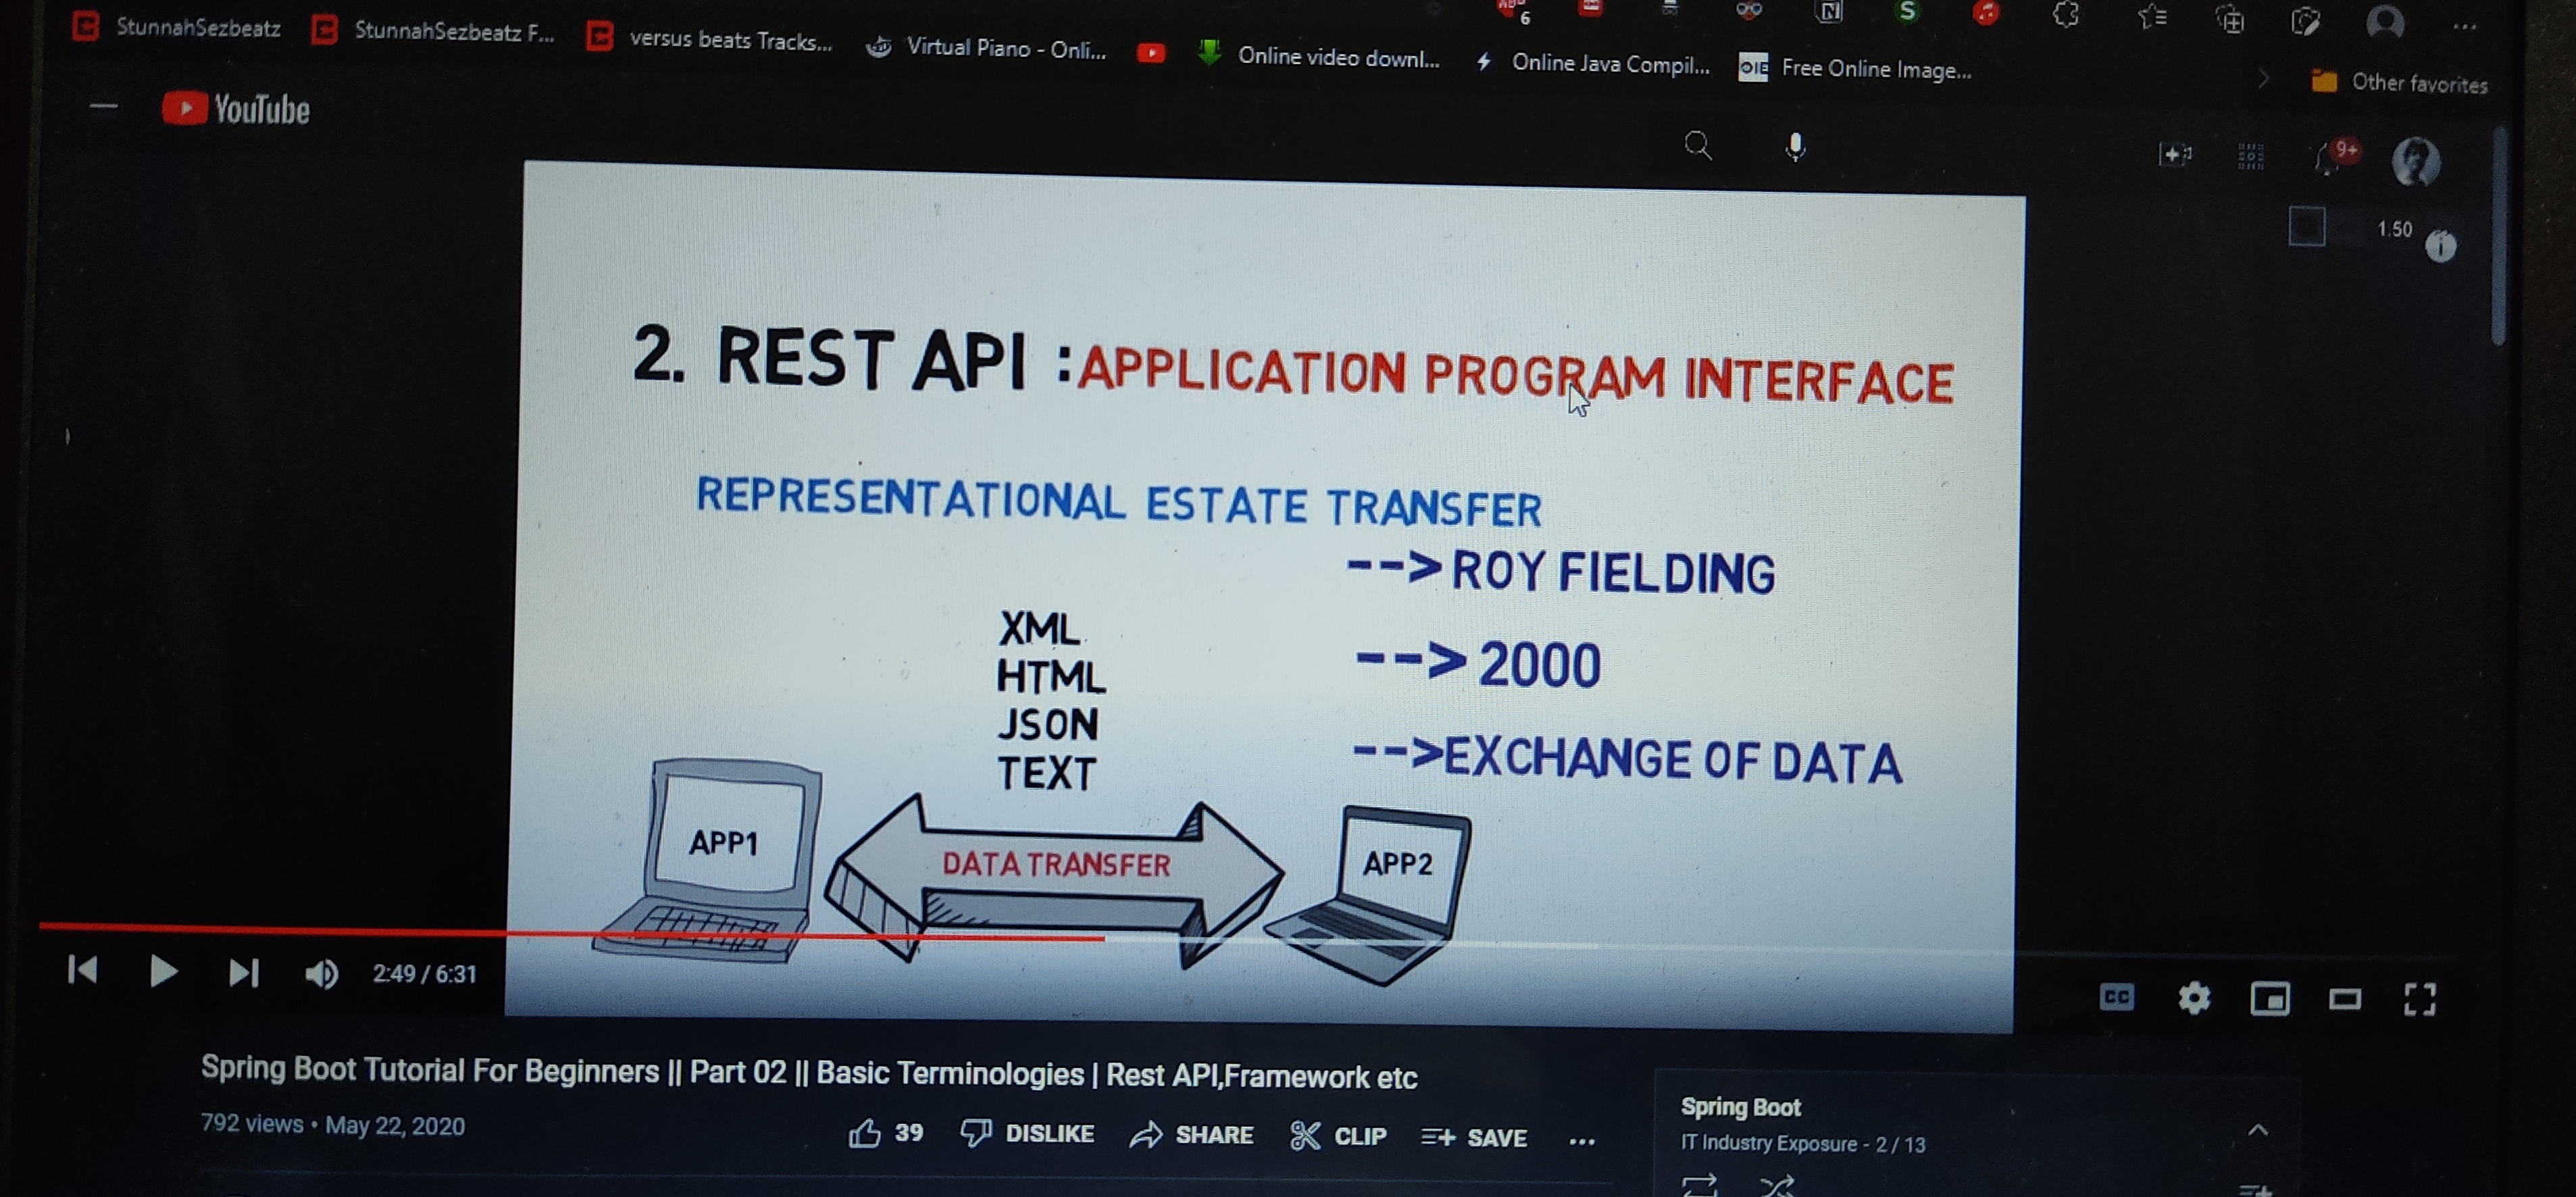 StunnahSezbeatz StunnahSezbeatz F... versus beats Tracks... Virtual Piano - Onli... Online video downl... Online Java Compil... Free Online Image... Other favorites
6
YouTube
9+
1.50
2. REST API :APPLICATION PROGRAM INTERFACE
REPRESENTATIONAL ESTATE TRANSFER
-->ROY FIELDING
XML
HTML
JSON
TEXT
--> 2000
-->EXCHANGE OF DATA
APP1
DATA TRANSFER
APP2
2:49 / 6:31
CC
Spring Boot Tutorial For Beginners || Part 02 || Basic Terminologies | Rest API,Framework etc
792 views • May 22, 2020
39 DISLIKE SHARE CLIP SAVE ...
Spring Boot
IT Industry Exposure - 2 / 13